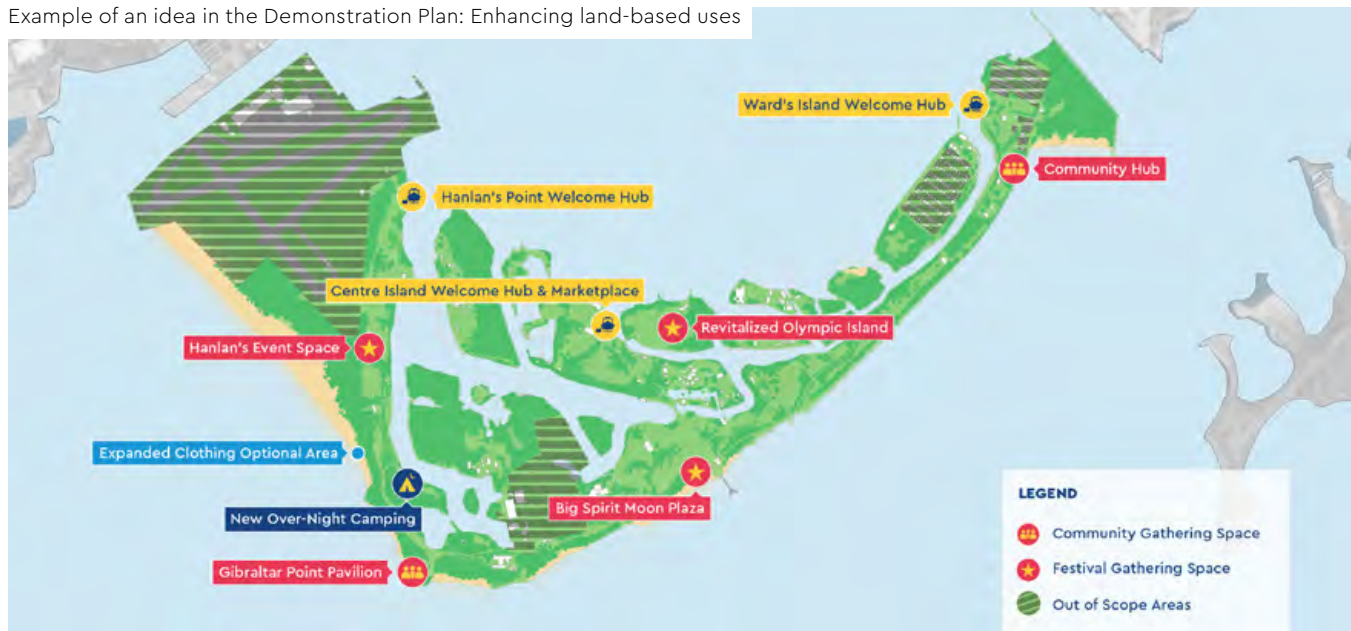 Example of an idea in the Demonstration Plan: Enhancing land-based uses
Ward's Island Welcome Hub
Community Hub
Hanlan's Point Welcome Hub
Centre Island Welcome Hub & Marketplace
Revitalized Olympic Island
Hanlan's Event Space
Expanded Clothing Optional Area
New Over-Night Camping
Big Spirit Moon Plaza
Gibraltar Point Pavilion
LEGEND
Community Gathering Space
Festival Gathering Space
Out of Scope Areas